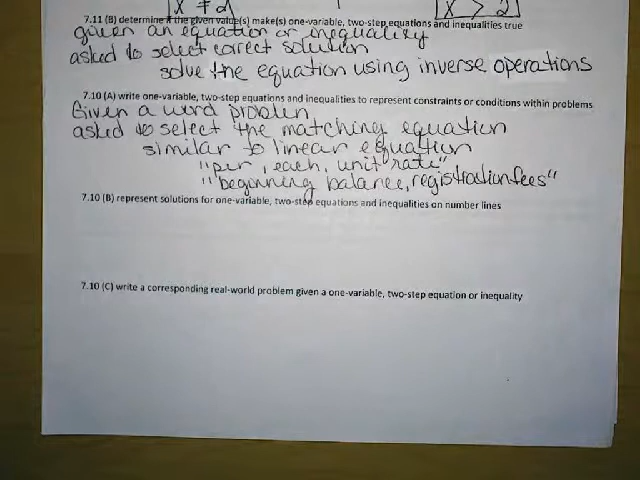 x ≠ 2
x > 2
7.11 (B) determine if the given value(s) make(s) one-variable, two-step equations and inequalities true
given an equation or inequality
asked to select correct solution
solve the equation using inverse operations
7.10 (A) write one-variable, two-step equations and inequalities to represent constraints or conditions within problems
Given a word problem
asked to select the matching equation
similar to linear equation
"per, each, unit rate"
"beginning balance, registration fees"
7.10 (B) represent solutions for one-variable, two-step equations and inequalities on number lines
7.10 (C) write a corresponding real-world problem given a one-variable, two-step equation or inequality